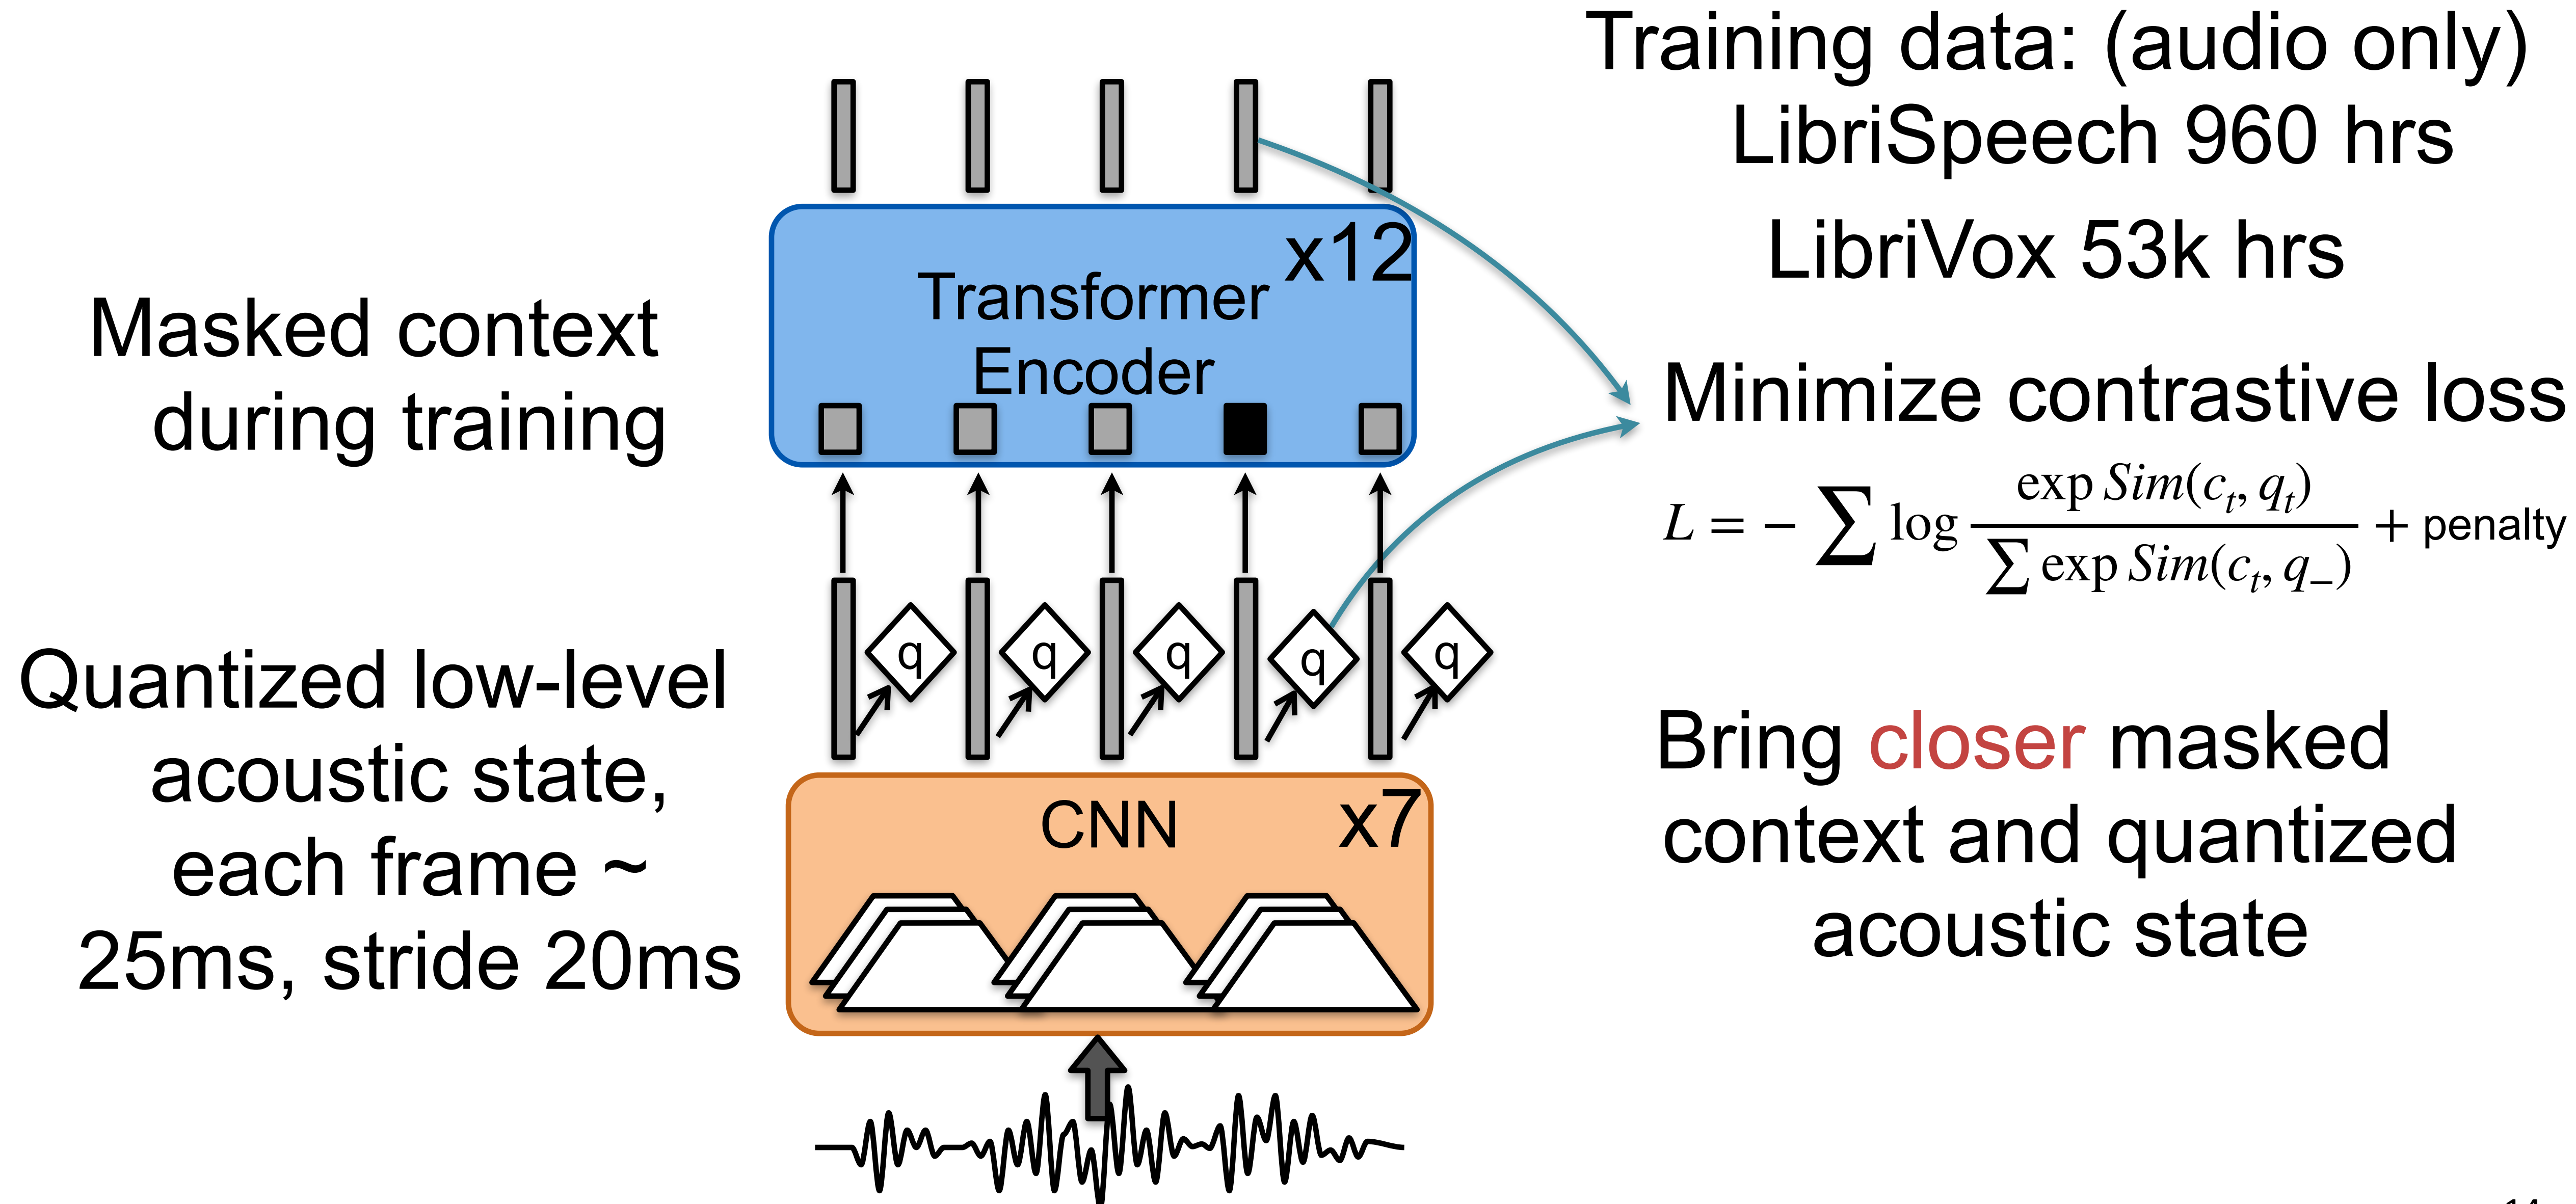 Training data: (audio only)
LibriSpeech 960 hrs
LibriVox 53k hrs
x12
Transformer
Encoder
Masked context
during training
Minimize contrastive loss
L = − ∑ log exp Sim(c_t, q_t) / ∑ exp Sim(c_t, q_−) + penalty
q q q q q
Quantized low-level
acoustic state,
each frame ~
25ms, stride 20ms
CNN x7
Bring closer masked
context and quantized
acoustic state